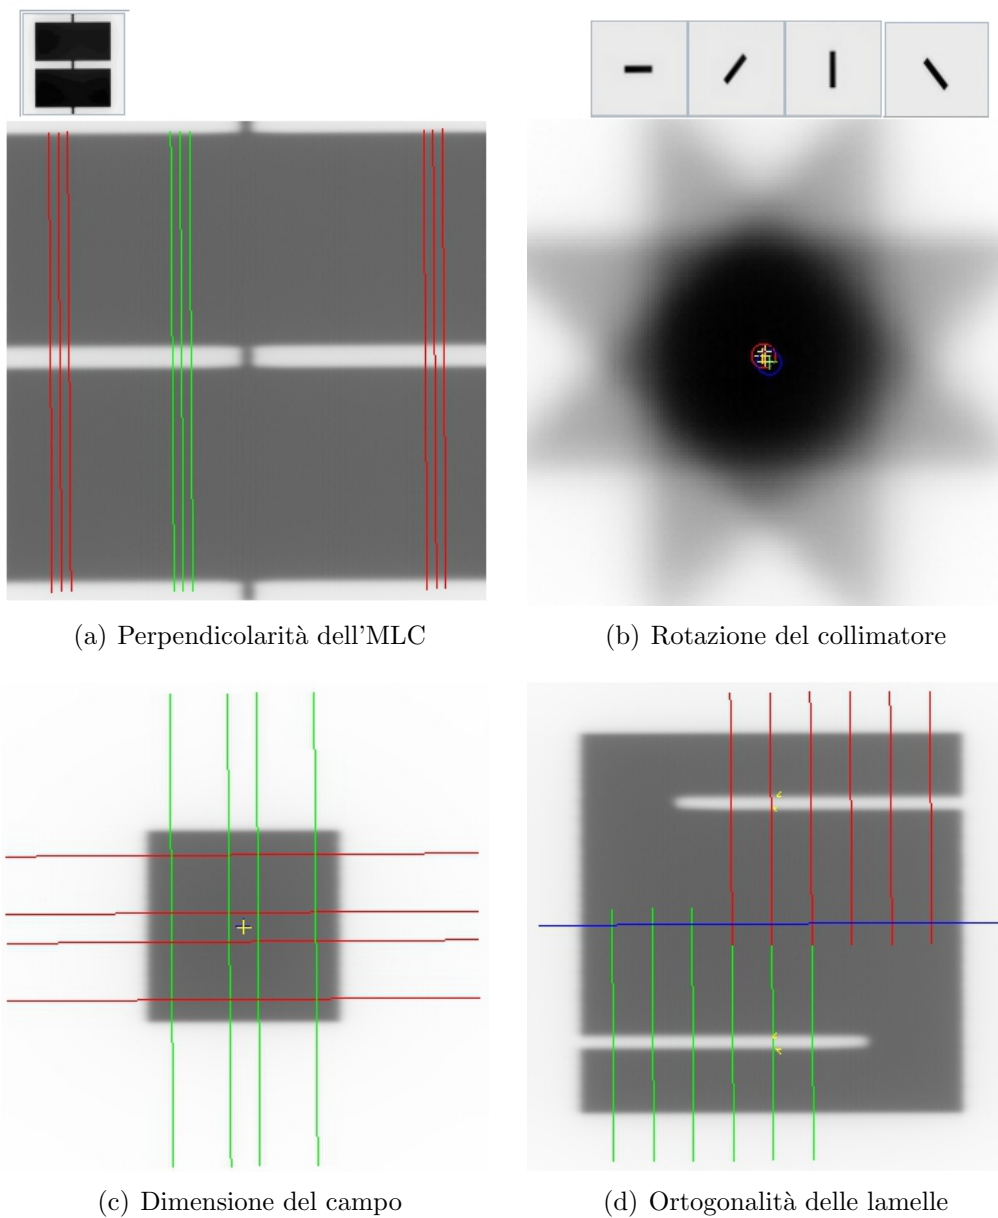 (a) Perpendicolarità dell'MLC
(b) Rotazione del collimatore
(c) Dimensione del campo
(d) Ortogonalità delle lamelle